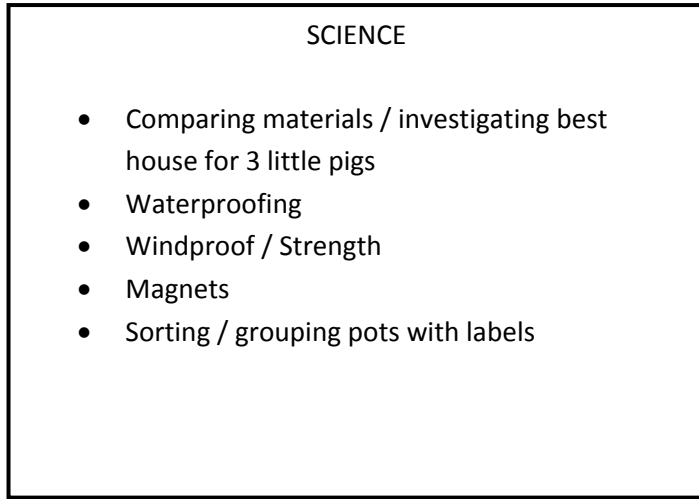 SCIENCE
• Comparing materials / investigating best
house for 3 little pigs
• Waterproofing
• Windproof / Strength
• Magnets
• Sorting / grouping pots with labels